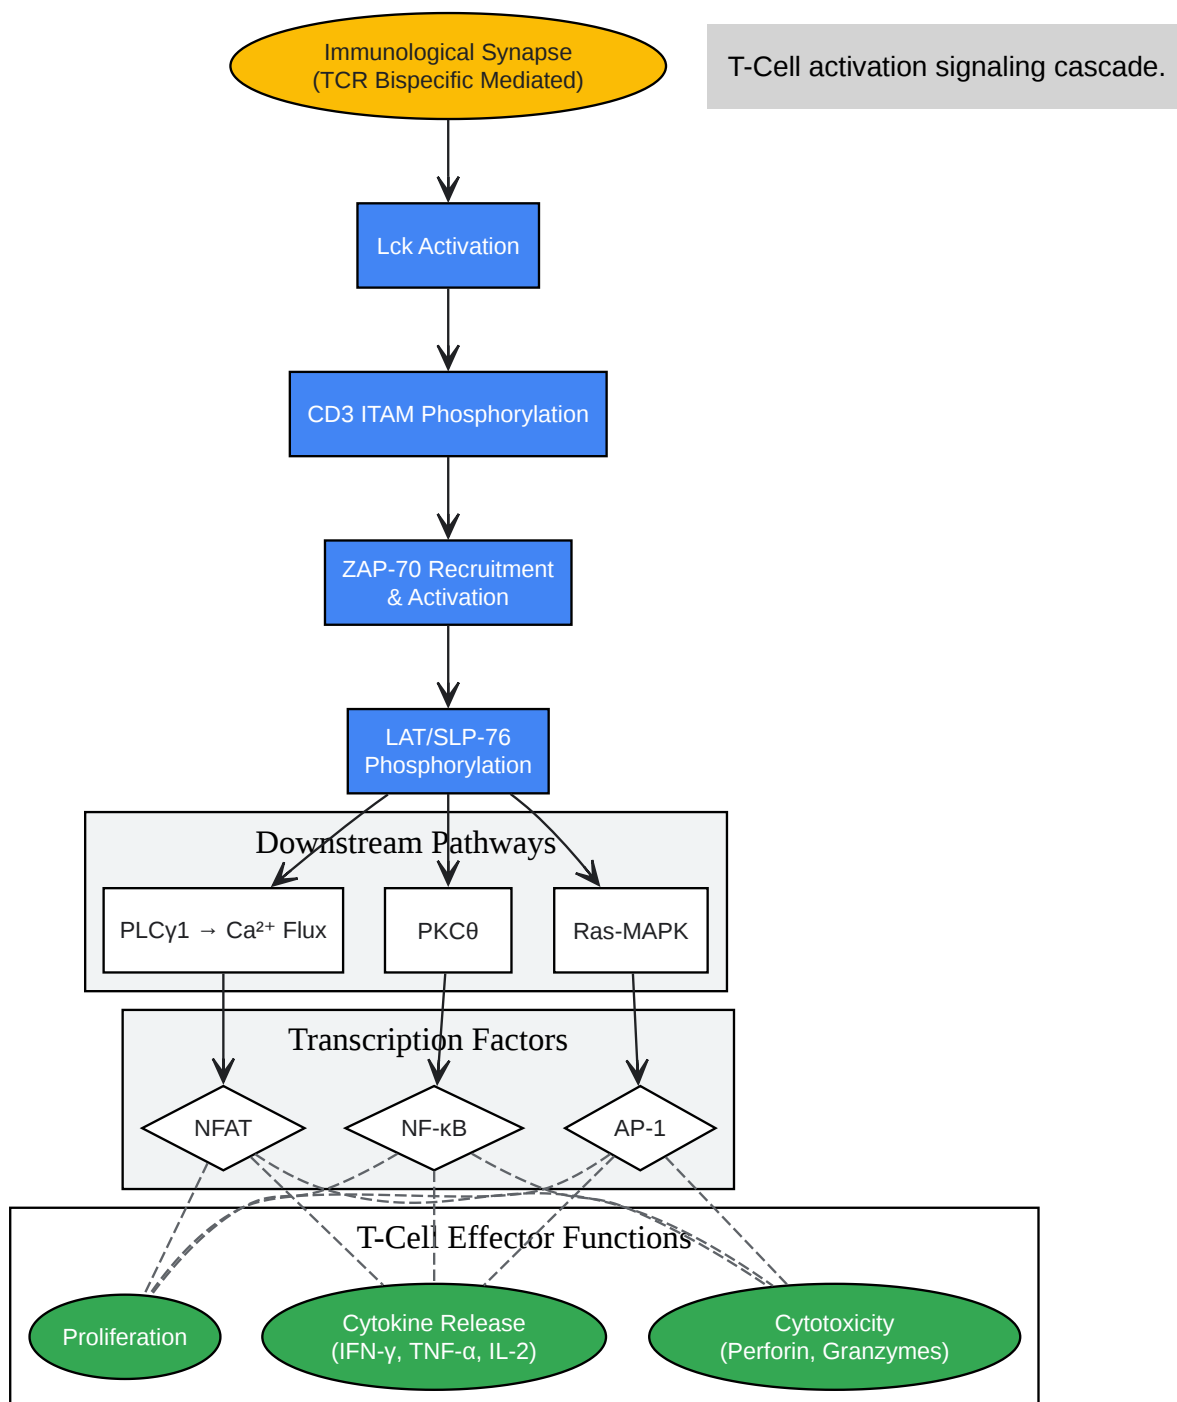 Immunological Synapse
(TCR Bispecific Mediated)
T-Cell activation signaling cascade.
Lck Activation
CD3 ITAM Phosphorylation
ZAP-70 Recruitment
& Activation
LAT/SLP-76
Phosphorylation
Downstream Pathways
PLCγ1 → Ca²⁺ Flux
PKCθ
Ras-MAPK
Transcription Factors
NFAT
NF-κB
AP-1
T-Cell Effector Functions
Proliferation
Cytokine Release
(IFN-γ, TNF-α, IL-2)
Cytotoxicity
(Perforin, Granzymes)